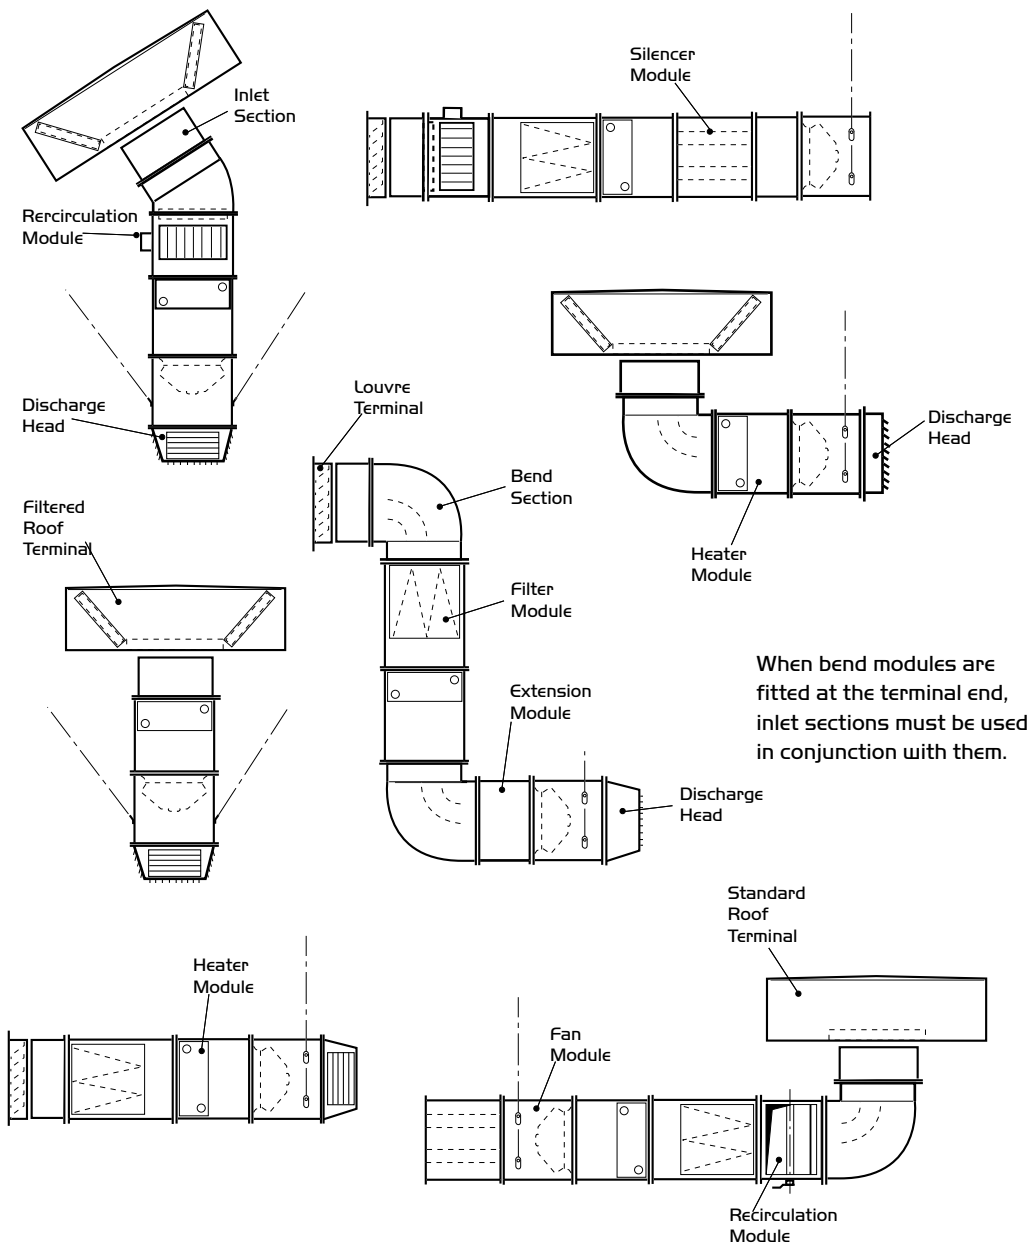 Inlet
Section
Silencer
Module
Rercirculation
Module
Discharge
Head
Louvre
Terminal
Discharge
Head
Bend
Section
Filtered
Roof
Terminal
Heater
Module
Filter
Module
When bend modules are
fitted at the terminal end,
inlet sections must be used
in conjunction with them.
Extension
Module
Discharge
Head
Standard
Roof
Terminal
Heater
Module
Fan
Module
Recirculation
Module